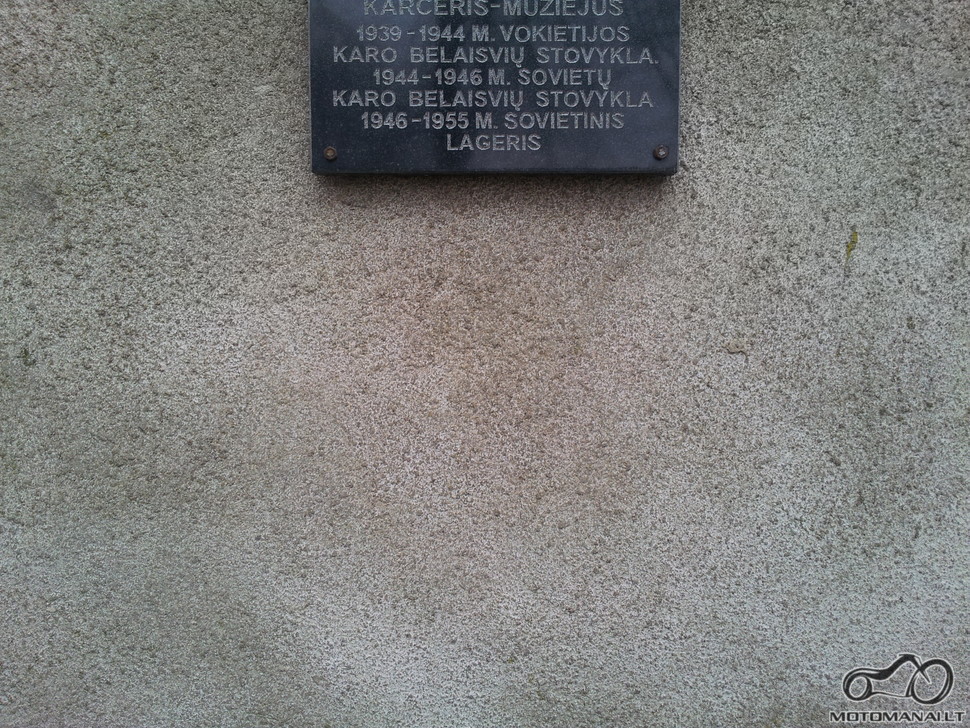 KARCERIS-MUZIEJUS
1939-1944 M. VOKIETIJOS
KARO BELAISVIŲ STOVYKLA.
1944-1946 M. SOVIETŲ
KARO BELAISVIŲ STOVYKLA
1946-1955 M. SOVIETINIS
LAGERIS
MOTOMANAI.LT